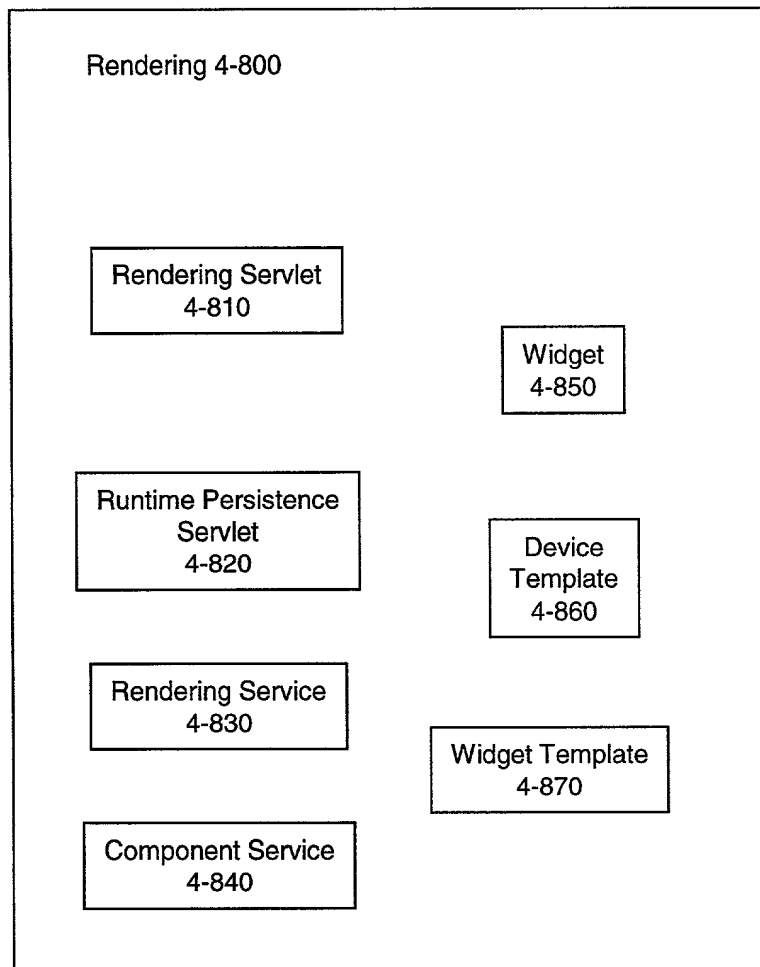 Rendering 4-800
Rendering Servlet
4-810
Widget
4-850
Runtime Persistence
Servlet
4-820
Device
Template
4-860
Rendering Service
4-830
Widget Template
4-870
Component Service
4-840